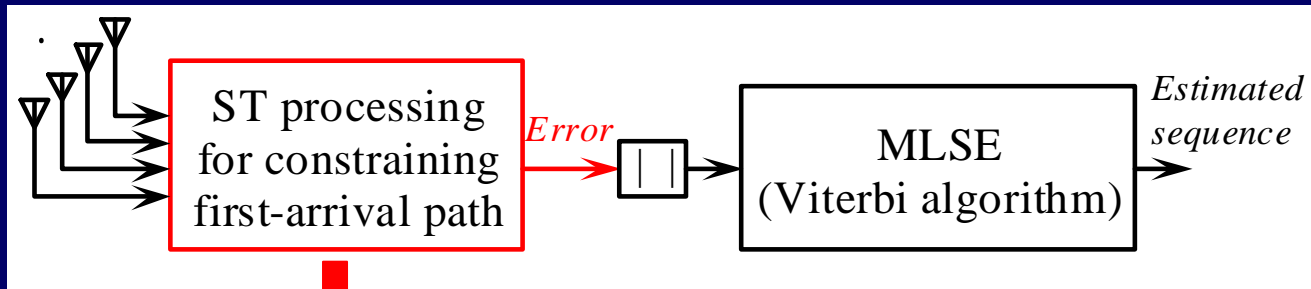 ST processing
for constraining
first-arrival path
Error
| |
MLSE
(Viterbi algorithm)
Estimated
sequence